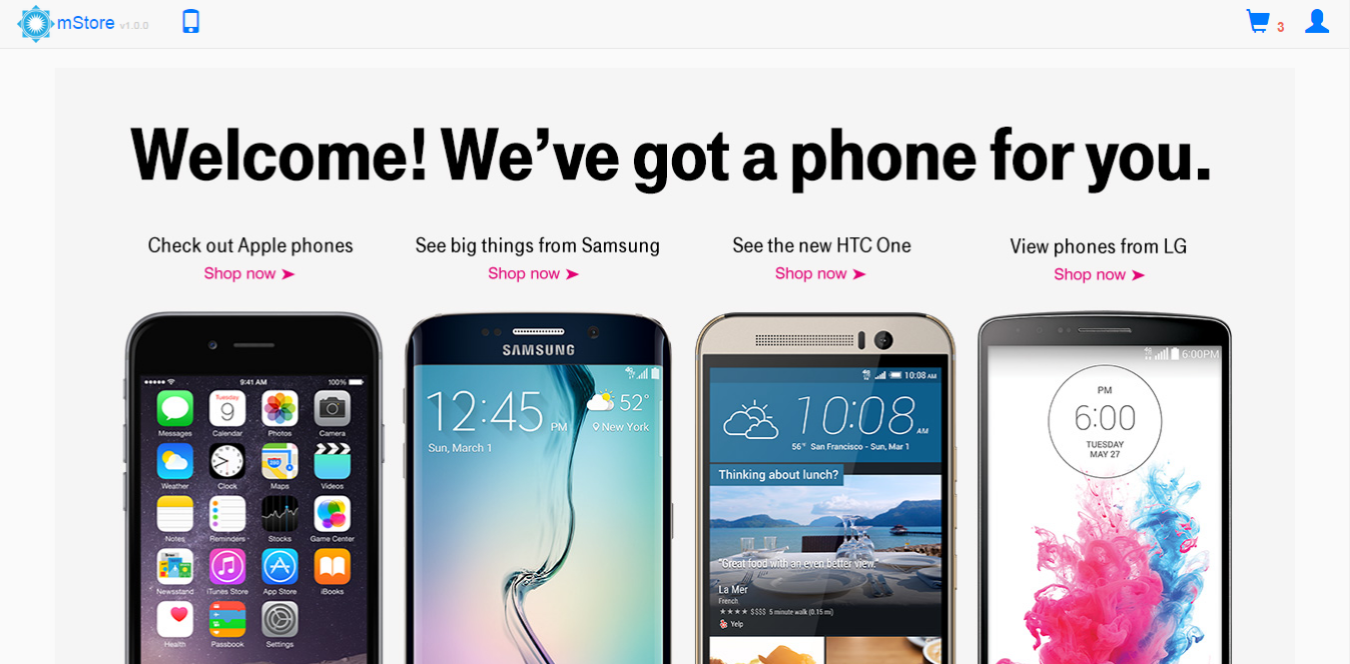 mStore v1.0.0
3
Welcome! We've got a phone for you.
Check out Apple phones
Shop now
See big things from Samsung
Shop now
See the new HTC One
Shop now
View phones from LG
Shop now
9:41 AM
100%
Tuesday
9
Messages
Calendar
Photos
Camera
Weather
Clock
Maps
Videos
Notes
Reminders
Stocks
Game Center
Newsstand
iTunes Store
App Store
iBooks
Health
Passbook
Settings
SAMSUNG
12:45 PM
52°
New York
Sun, March 1
10:08 AM
10:08 AM
56° San Francisco - Sun, Mar 1
Thinking about lunch?
"Great food with an even better view."
La Mer
French
$$$$ 5 minute walk (0.15 mi)
Yelp
6:00PM
PM
6:00
TUESDAY
MAY 27